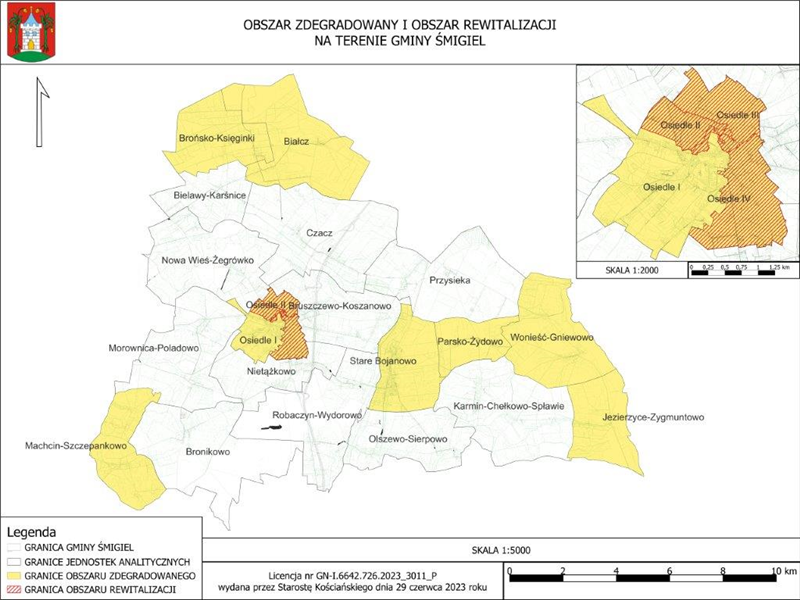 OBSZAR ZDEGRADOWANY I OBSZAR REWITALIZACJI
NA TERENIE GMINY ŚMIGIEL
Brońsko-Księginki
Białcz
Bielawy-Karśnice
Czacz
Nowa Wieś-Żegrówko
Przysieka
Osiedle II
Bruszczewo-Koszanowo
Osiedle I
Morownica-Poladowo
Nietążkowo
Stare Bojanowo
Parsko-Żydowo
Wonieść-Gniewowo
Robaczyn-Wydorowo
Karmin-Chełkowo-Spławie
Jezierzyce-Zygmuntowo
Olszewo-Sierpowo
Machcin-Szczepankowo
Bronikowo
Osiedle III
Osiedle II
Osiedle I
Osiedle IV
SKALA 1:2000
0 0,25 0,5 0,75 1 1,25 km
Legenda
GRANICA GMINY ŚMIGIEL
GRANICE JEDNOSTEK ANALITYCZNYCH
GRANICE OBSZARU ZDEGRADOWANEGO
GRANICA OBSZARU REWITALIZACJI
SKALA 1:5000
Licencja nr GN-I.6642.726.2023_3011_P
wydana przez Starostę Kościańskiego dnia 29 czerwca 2023 roku
0 2 4 6 8 10 km